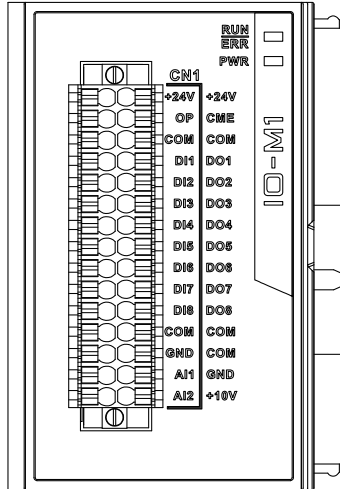 RUN
ERR
PWR
CN1
+24V +24V
OP CME
COM COM
DI1 DO1
DI2 DO2
DI3 DO3
DI4 DO4
DI5 DO5
DI6 DO6
DI7 DO7
DI8 DO8
COM COM
GND COM
AI1 GND
AI2 +10V
IO-M1